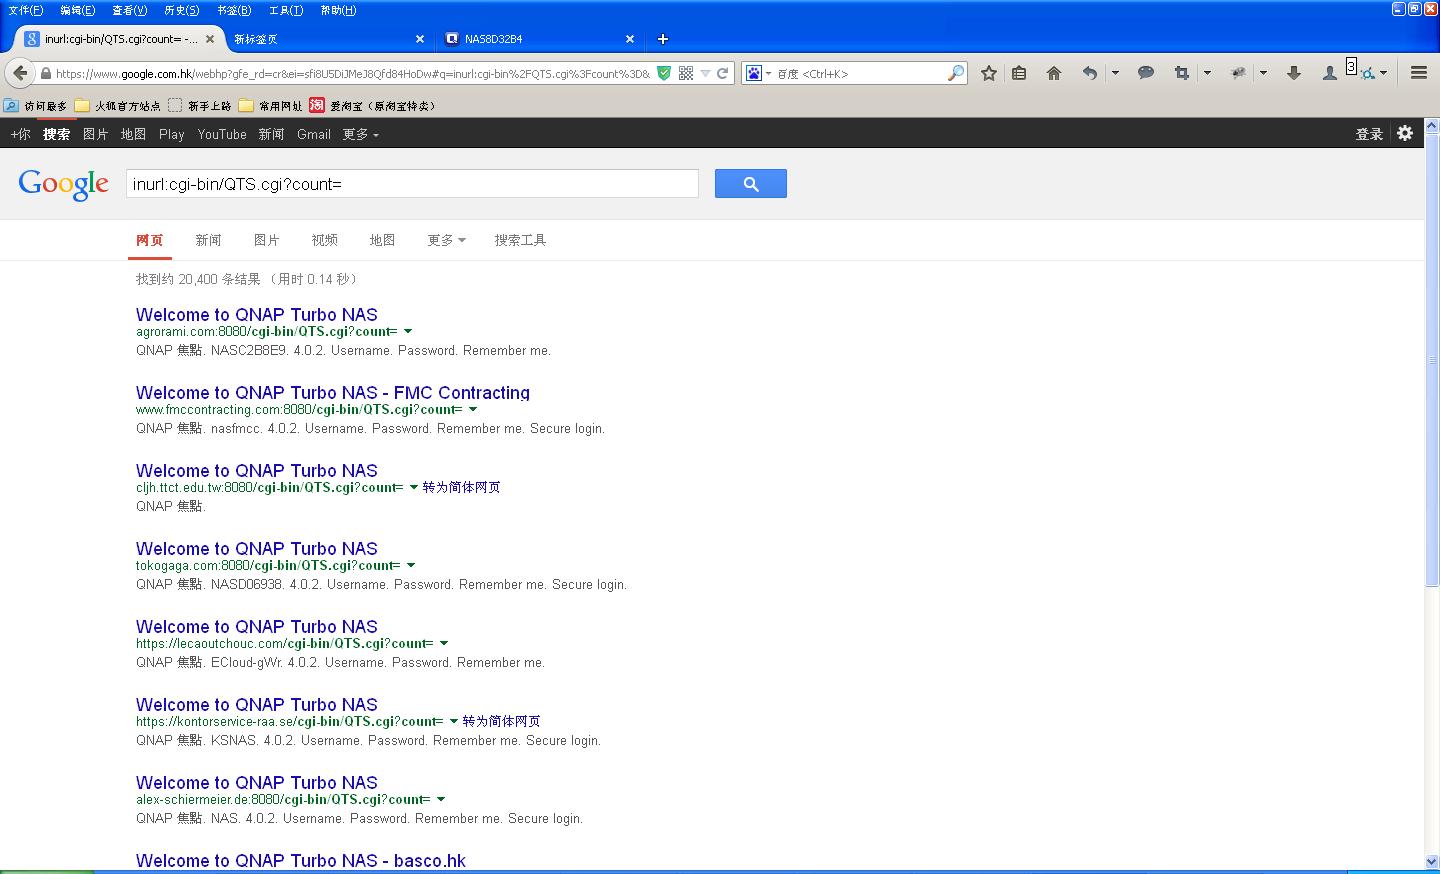 文件(F) 编辑(E) 查看(V) 历史(S) 书签(B) 工具(T) 帮助(H)
inurl:cgi-bin/QTS.cgi?count= -... 新标签页 NAS8D32B4
https://www.google.com.hk/webhp?gfe_rd=cr&ei=sfi8U5DiJMeJ8Qfd84HoDw#q=inurl:cgi-bin%2FQTS.cgi%3Fcount%3D& 百度 <Ctrl+K> 3
访问最多 火狐官方站点 新手上路 常用网址 淘 爱淘宝（原淘宝特卖）
+你 搜索 图片 地图 Play YouTube 新闻 Gmail 更多 登录
Google inurl:cgi-bin/QTS.cgi?count=
网页 新闻 图片 视频 地图 更多 搜索工具
找到约 20,400 条结果 （用时 0.14 秒）
Welcome to QNAP Turbo NAS
agrorami.com:8080/cgi-bin/QTS.cgi?count=
QNAP 焦點. NASC2B8E9. 4.0.2. Username. Password. Remember me.
Welcome to QNAP Turbo NAS - FMC Contracting
www.fmccontracting.com:8080/cgi-bin/QTS.cgi?count=
QNAP 焦點. nasfmcc. 4.0.2. Username. Password. Remember me. Secure login.
Welcome to QNAP Turbo NAS
cljh.ttct.edu.tw:8080/cgi-bin/QTS.cgi?count= 转为简体网页
QNAP 焦點.
Welcome to QNAP Turbo NAS
tokogaga.com:8080/cgi-bin/QTS.cgi?count=
QNAP 焦點. NASD06938. 4.0.2. Username. Password. Remember me. Secure login.
Welcome to QNAP Turbo NAS
https://lecaoutchouc.com/cgi-bin/QTS.cgi?count=
QNAP 焦點. ECloud-gWr. 4.0.2. Username. Password. Remember me.
Welcome to QNAP Turbo NAS
https://kontorservice-raa.se/cgi-bin/QTS.cgi?count= 转为简体网页
QNAP 焦點. KSNAS. 4.0.2. Username. Password. Remember me. Secure login.
Welcome to QNAP Turbo NAS
alex-schiermeier.de:8080/cgi-bin/QTS.cgi?count=
QNAP 焦點. NAS. 4.0.2. Username. Password. Remember me. Secure login.
Welcome to QNAP Turbo NAS - basco.hk